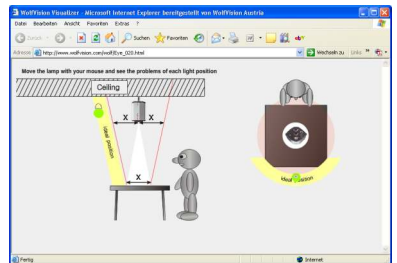 WolfVision Visualizer - Microsoft Internet Explorer bereitgestellt von WolfVision Austria
Datei Bearbeiten Ansicht Favoriten Extras ?
Zurück Suchen Favoriten
Adresse http://www.wolfvision.com/wolf/Eye_020.html Wechseln zu Links
Move the lamp with your mouse and see the problems of each light position
Ceiling
X X
ideal position
X
ideal position
Fertig Internet